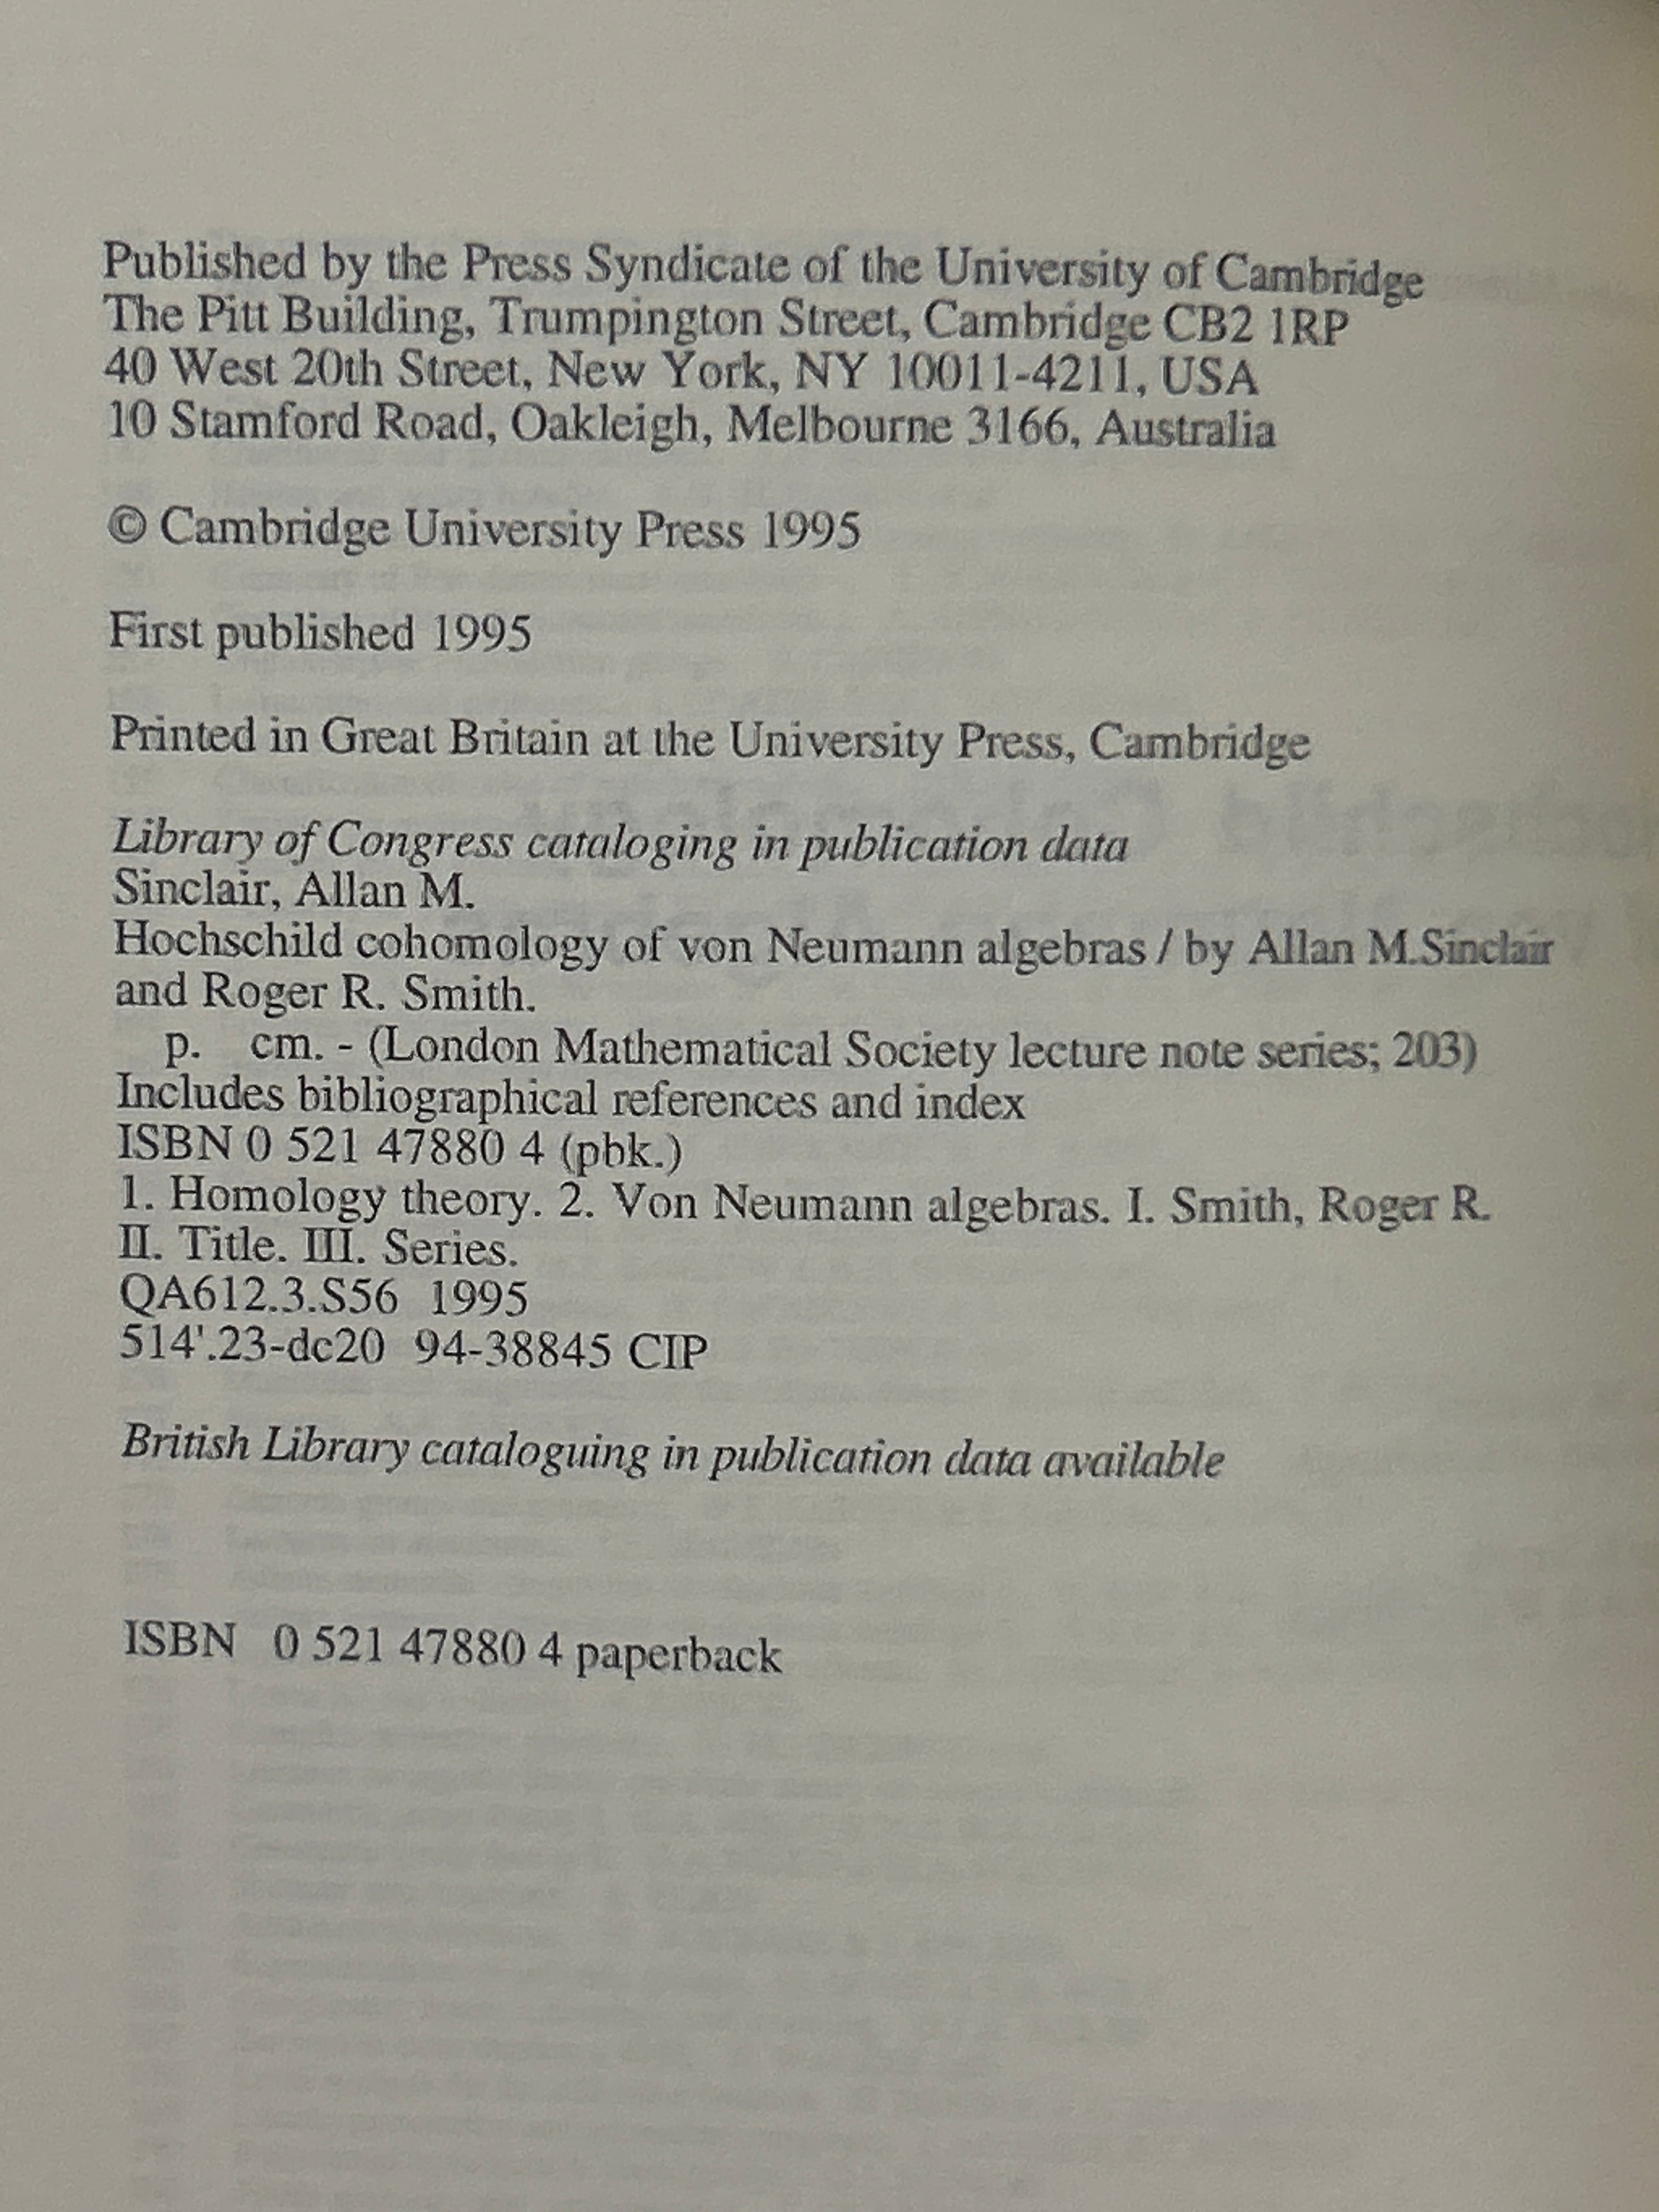 Published by the Press Syndicate of the University of Cambridge
The Pitt Building, Trumpington Street, Cambridge CB2 1RP
40 West 20th Street, New York, NY 10011-4211, USA
10 Stamford Road, Oakleigh, Melbourne 3166, Australia
© Cambridge University Press 1995
First published 1995
Printed in Great Britain at the University Press, Cambridge
Library of Congress cataloging in publication data
Sinclair, Allan M.
Hochschild cohomology of von Neumann algebras / by Allan M.Sinclair
and Roger R. Smith.
p. cm. - (London Mathematical Society lecture note series; 203)
Includes bibliographical references and index
ISBN 0 521 47880 4 (pbk.)
1. Homology theory. 2. Von Neumann algebras. I. Smith, Roger R.
II. Title. III. Series.
QA612.3.S56 1995
514'.23-dc20 94-38845 CIP
British Library cataloguing in publication data available
ISBN 0 521 47880 4 paperback